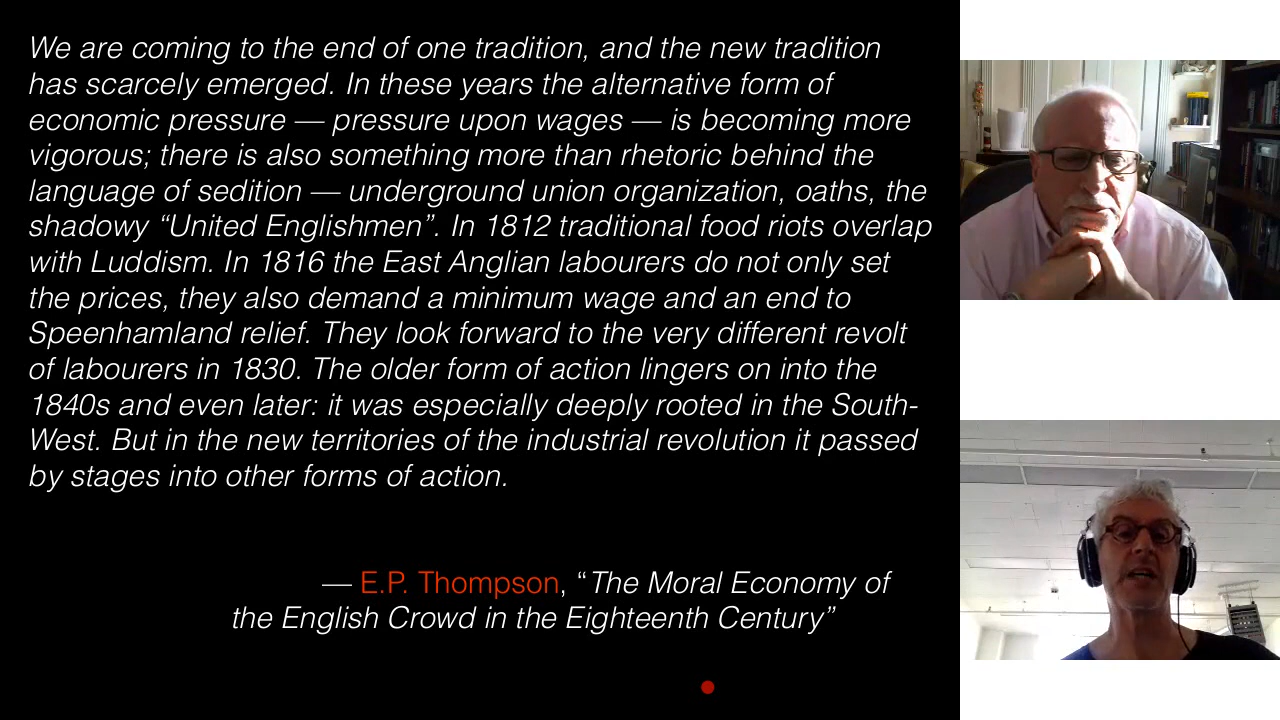 We are coming to the end of one tradition, and the new tradition
has scarcely emerged. In these years the alternative form of
economic pressure — pressure upon wages — is becoming more
vigorous; there is also something more than rhetoric behind the
language of sedition — underground union organization, oaths, the
shadowy “United Englishmen”. In 1812 traditional food riots overlap
with Luddism. In 1816 the East Anglian labourers do not only set
the prices, they also demand a minimum wage and an end to
Speenhamland relief. They look forward to the very different revolt
of labourers in 1830. The older form of action lingers on into the
1840s and even later: it was especially deeply rooted in the South-
West. But in the new territories of the industrial revolution it passed
by stages into other forms of action.
— E.P. Thompson, “The Moral Economy of
the English Crowd in the Eighteenth Century”